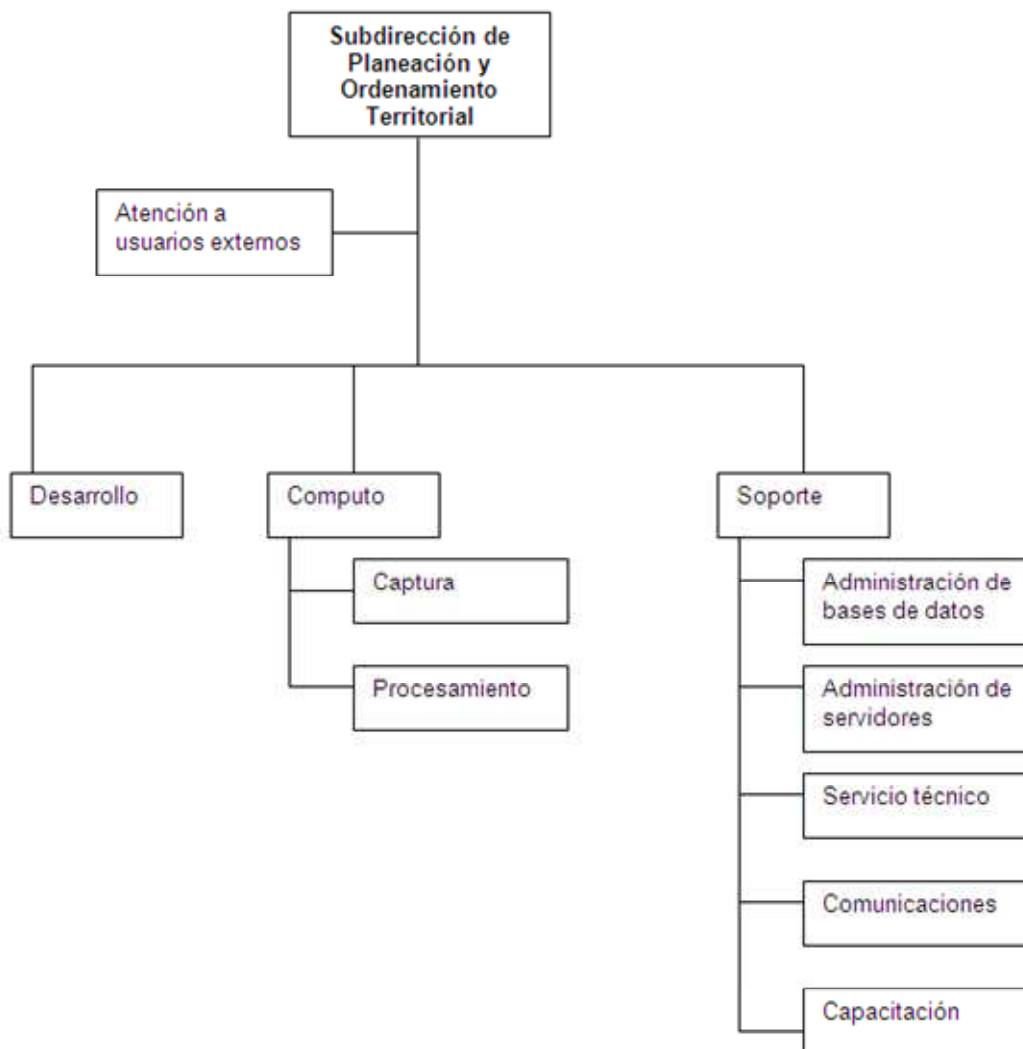 Subdirección de
Planeación y
Ordenamiento
Territorial
Atención a
usuarios externos
Desarrollo
Computo
Soporte
Captura
Procesamiento
Administración de
bases de datos
Administración de
servidores
Servicio técnico
Comunicaciones
Capacitación